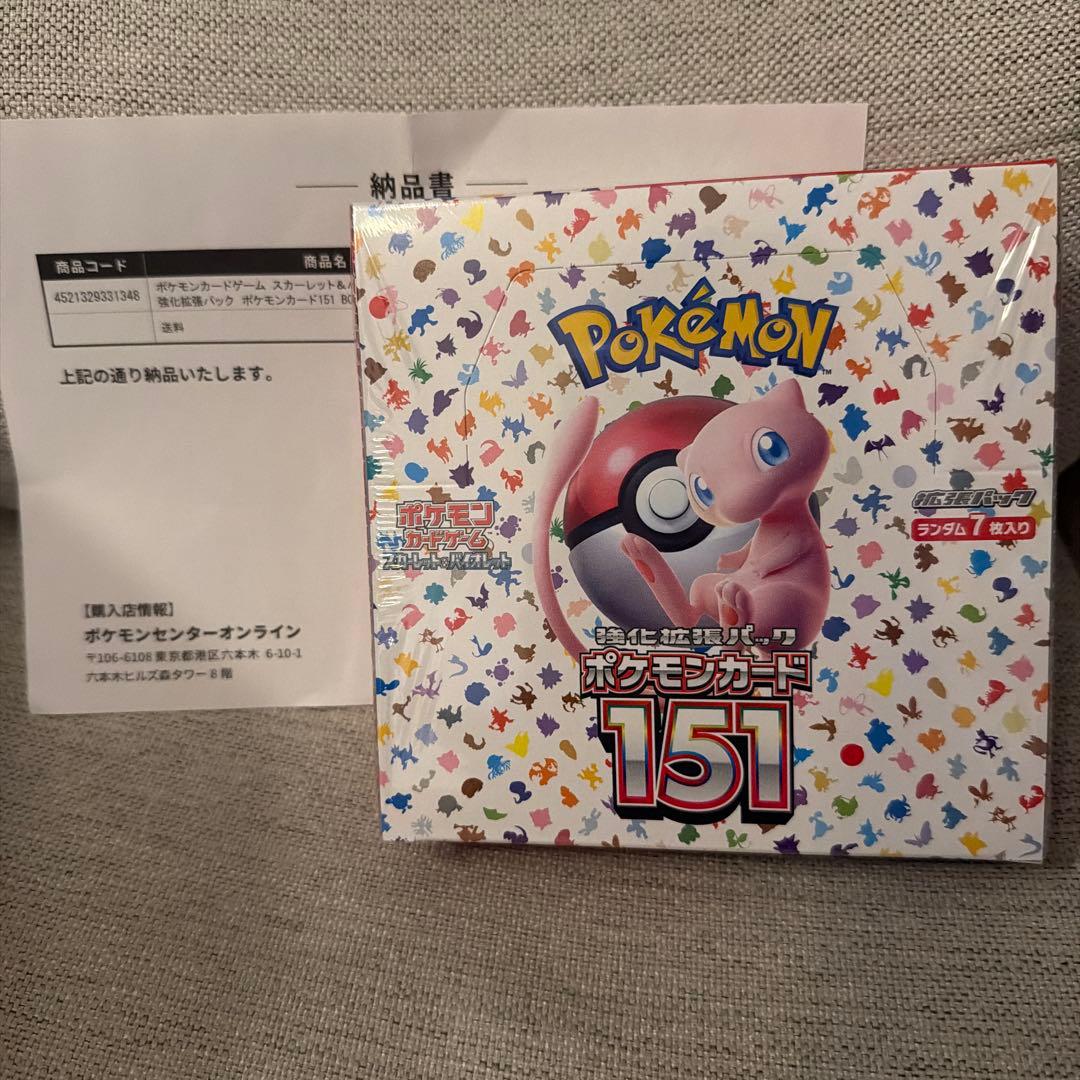 納品書
商品コード 商品名
4521329331348 ポケモンカードゲーム スカーレット&
強化拡張パック ポケモンカード151 BO
送料
上記の通り納品いたします。
【購入店情報】
ポケモンセンターオンライン
〒106-6108 東京都港区六本木 6-10-1
六本木ヒルズ森タワー 8 階
POKéMON
TM
ポケモン
カードゲーム
スカーレット&バイオレット
拡張パック
ランダム 7 枚入り
強化拡張パック
ポケモンカード
151